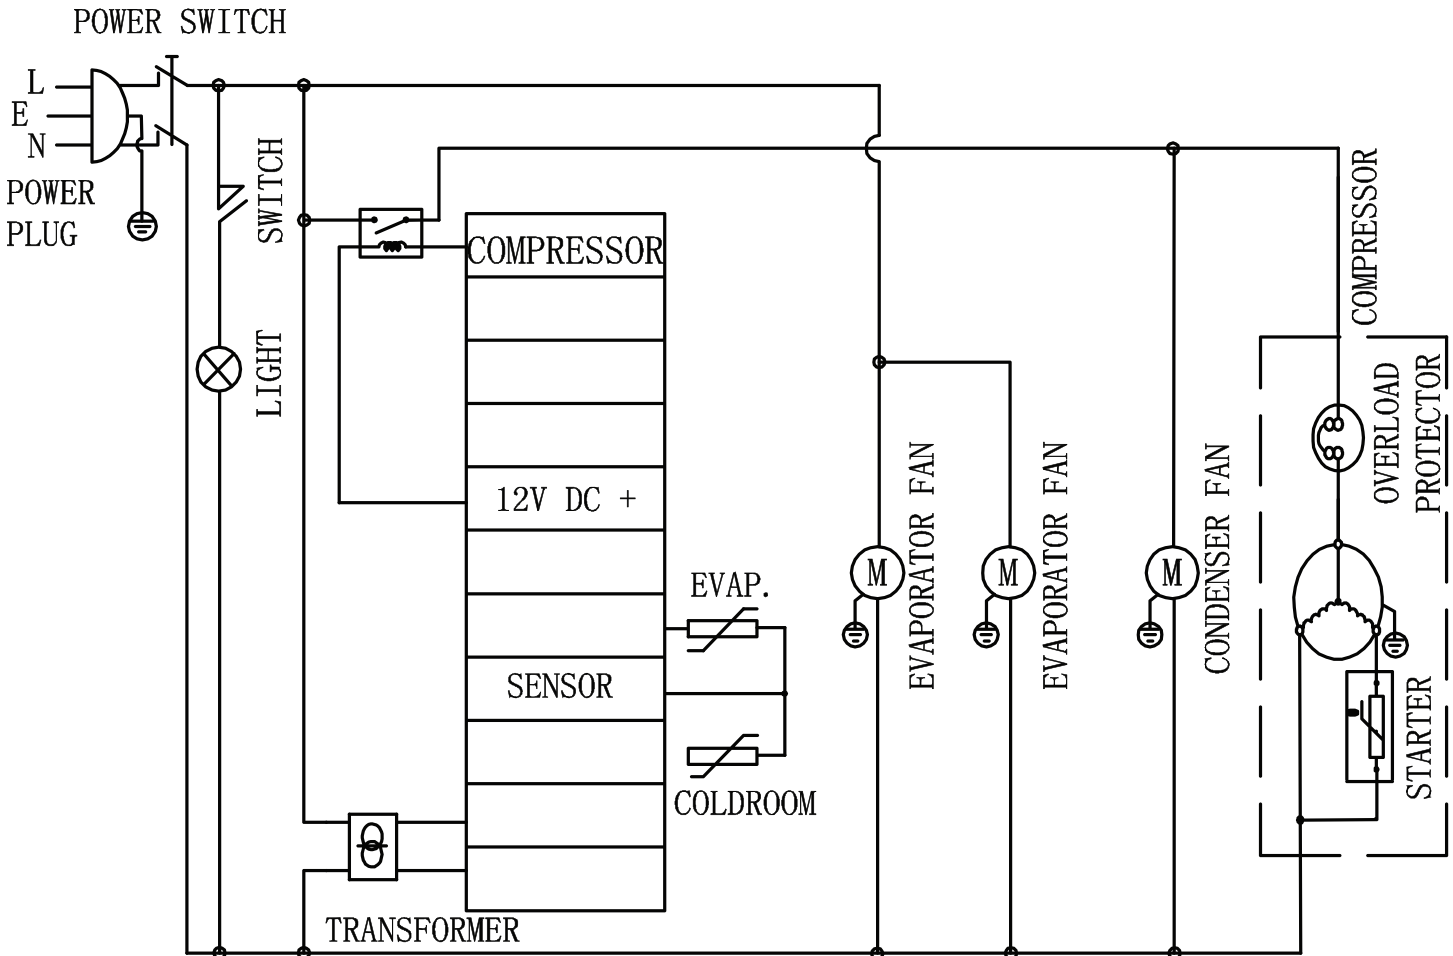 POWER SWITCH
L
E
N
POWER
PLUG
SWITCH
LIGHT
COMPRESSOR
12V DC +
SENSOR
EVAP.
COLDROOM
TRANSFORMER
M
EVAPORATOR FAN
M
EVAPORATOR FAN
M
CONDENSER FAN
COMPRESSOR
OVERLOAD
PROTECTOR
STARTER